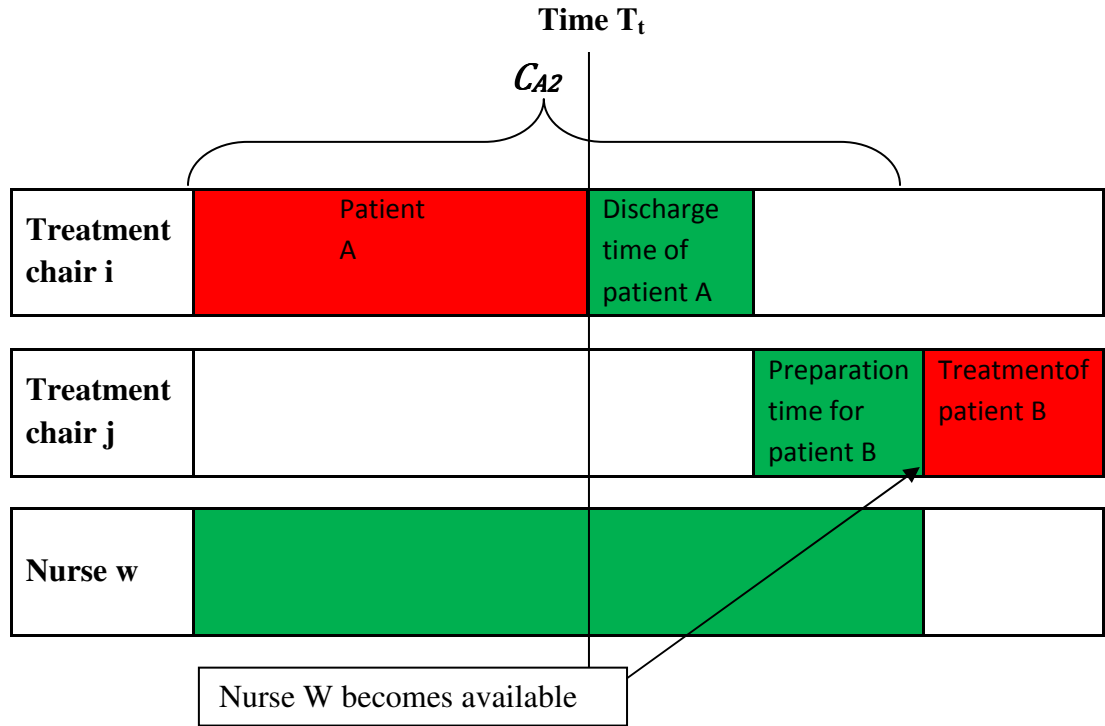 Time Tₜ
C_A2
Treatment
chair i
Patient
A
Discharge
time of
patient A
Treatment
chair j
Preparation
time for
patient B
Treatmentof
patient B
Nurse w
Nurse W becomes available